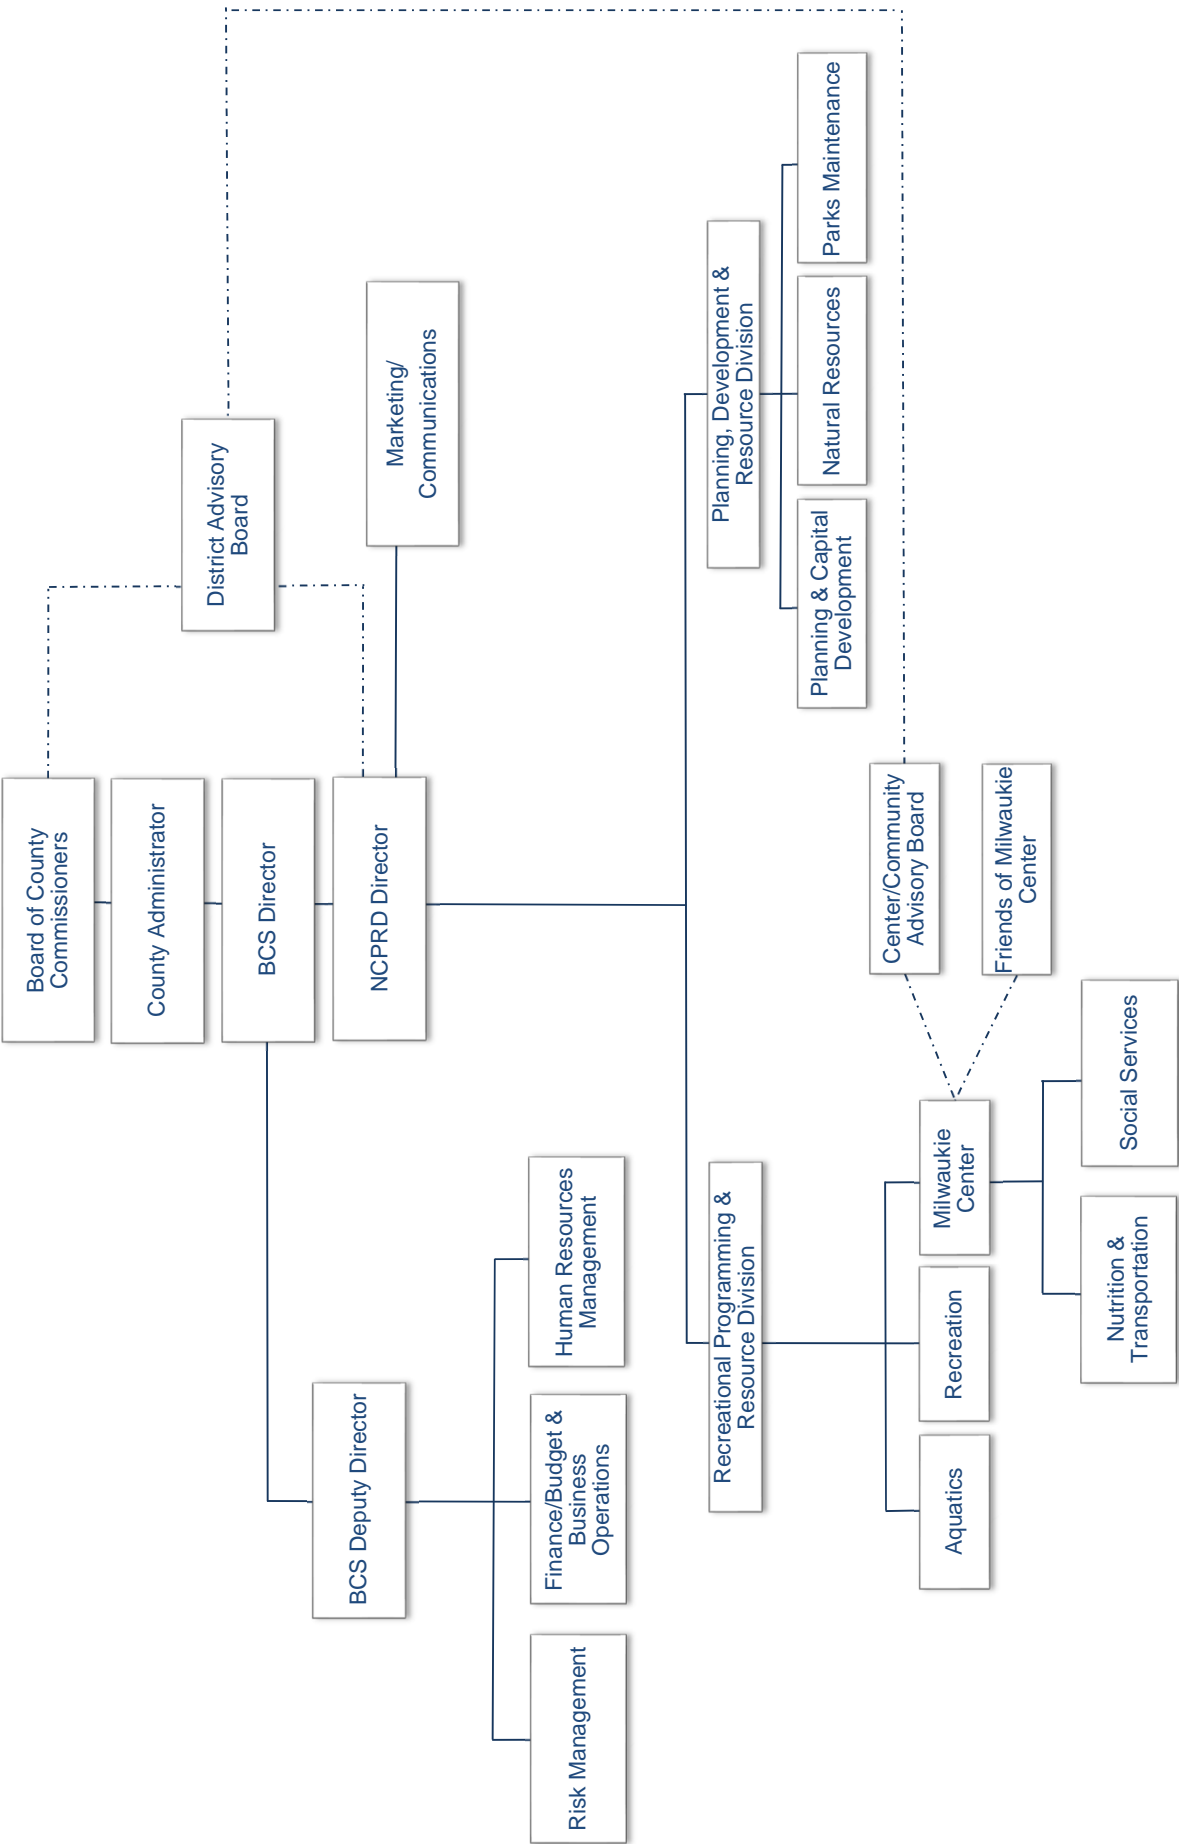 Board of County
Commissioners
County Administrator
District Advisory
Board
BCS Director
NCPRD Director
BCS Deputy Director
Marketing/
Communications
Risk Management
Finance/Budget &
Business
Operations
Human Resources
Management
Recreational Programming &
Resource Division
Planning, Development &
Resource Division
Planning & Capital
Development
Natural Resources
Parks Maintenance
Center/Community
Advisory Board
Aquatics
Recreation
Milwaukie
Center
Friends of Milwaukie
Center
Nutrition &
Transportation
Social Services